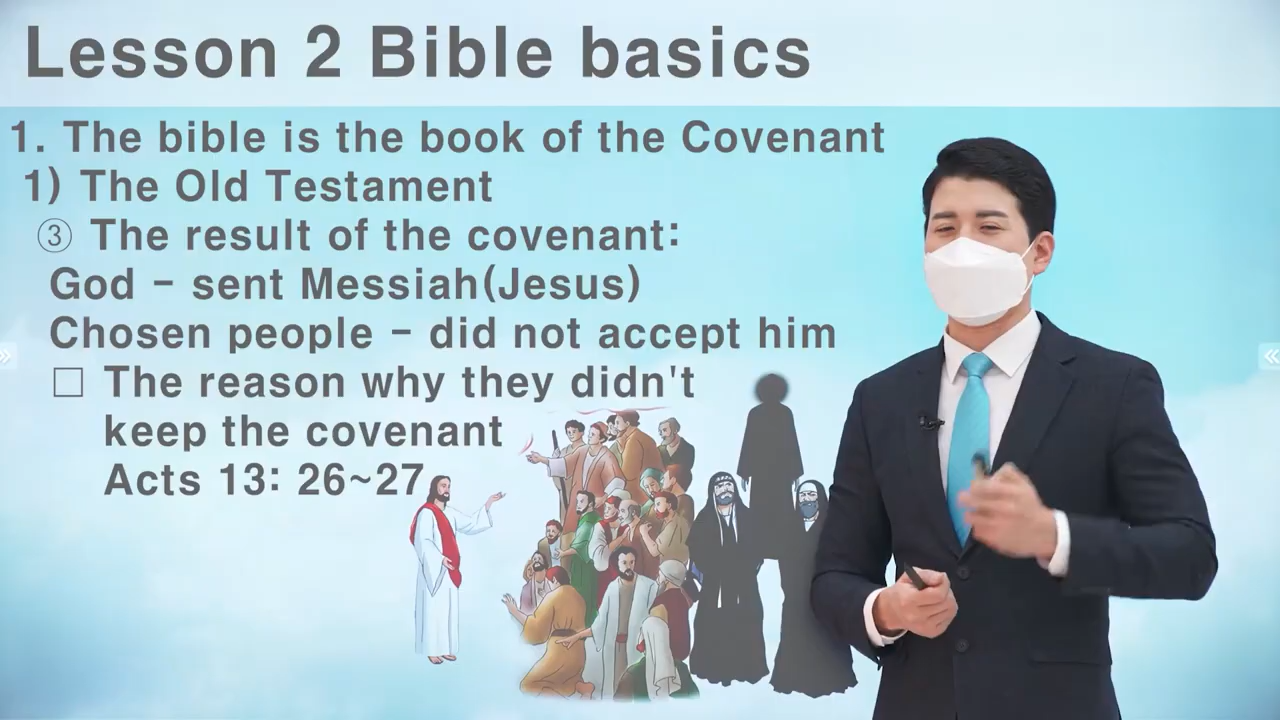 Lesson 2 Bible basics
1. The bible is the book of the Covenant
1) The Old Testament
③ The result of the covenant:
God - sent Messiah(Jesus)
Chosen people - did not accept him
□ The reason why they didn't
keep the covenant
Acts 13: 26~27